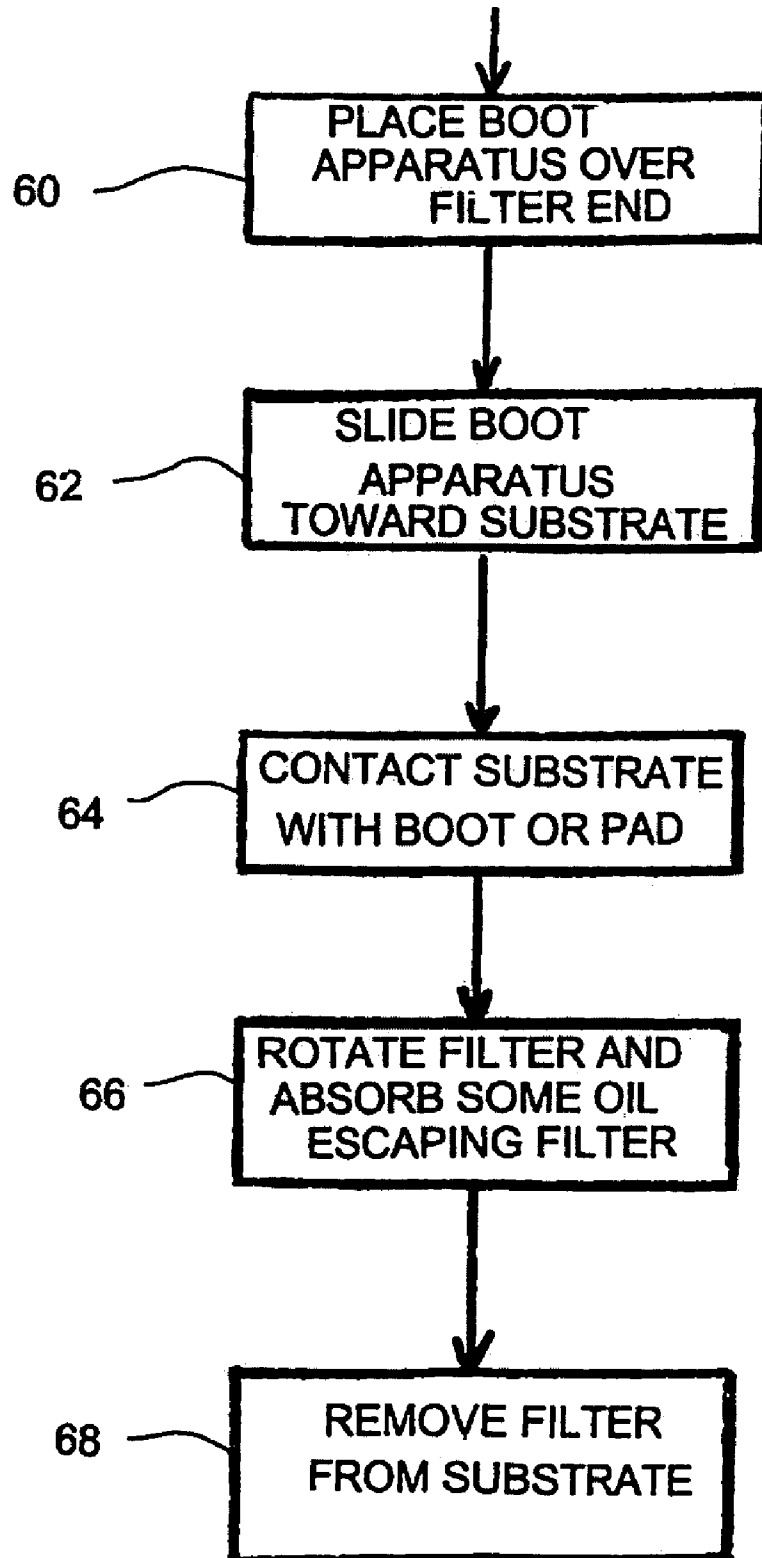 PLACE BOOT
APPARATUS OVER
FILTER END
60
SLIDE BOOT
APPARATUS
TOWARD SUBSTRATE
62
CONTACT SUBSTRATE
WITH BOOT OR PAD
64
ROTATE FILTER AND
ABSORB SOME OIL
ESCAPING FILTER
66
REMOVE FILTER
FROM SUBSTRATE
68